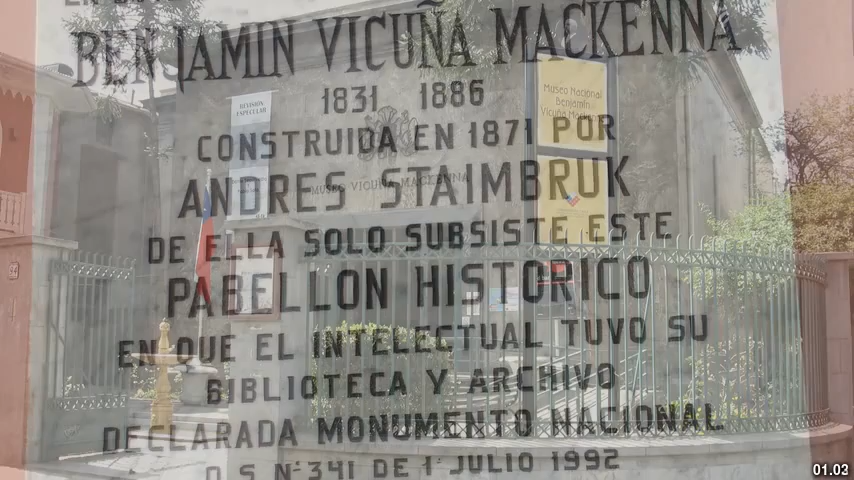 BENJAMIN VICUÑA MACKENNA
1831 1886
CONSTRUIDA EN 1871 POR
ANDRES STAIMBRUK
DE ELLA SOLO SUBSISTE ESTE
PABELLON HISTORICO
EN QUE EL INTELECTUAL TUVO SU
BIBLIOTECA Y ARCHIVO
DECLARADA MONUMENTO NACIONAL
D.S. Nº 341 DE 1 JULIO 1992
REVISIÓN
ESPECULAR
Museo Nacional
Benjamín
Vicuña Mackenna
MUSEO VICUÑA MACKENNA
01.02